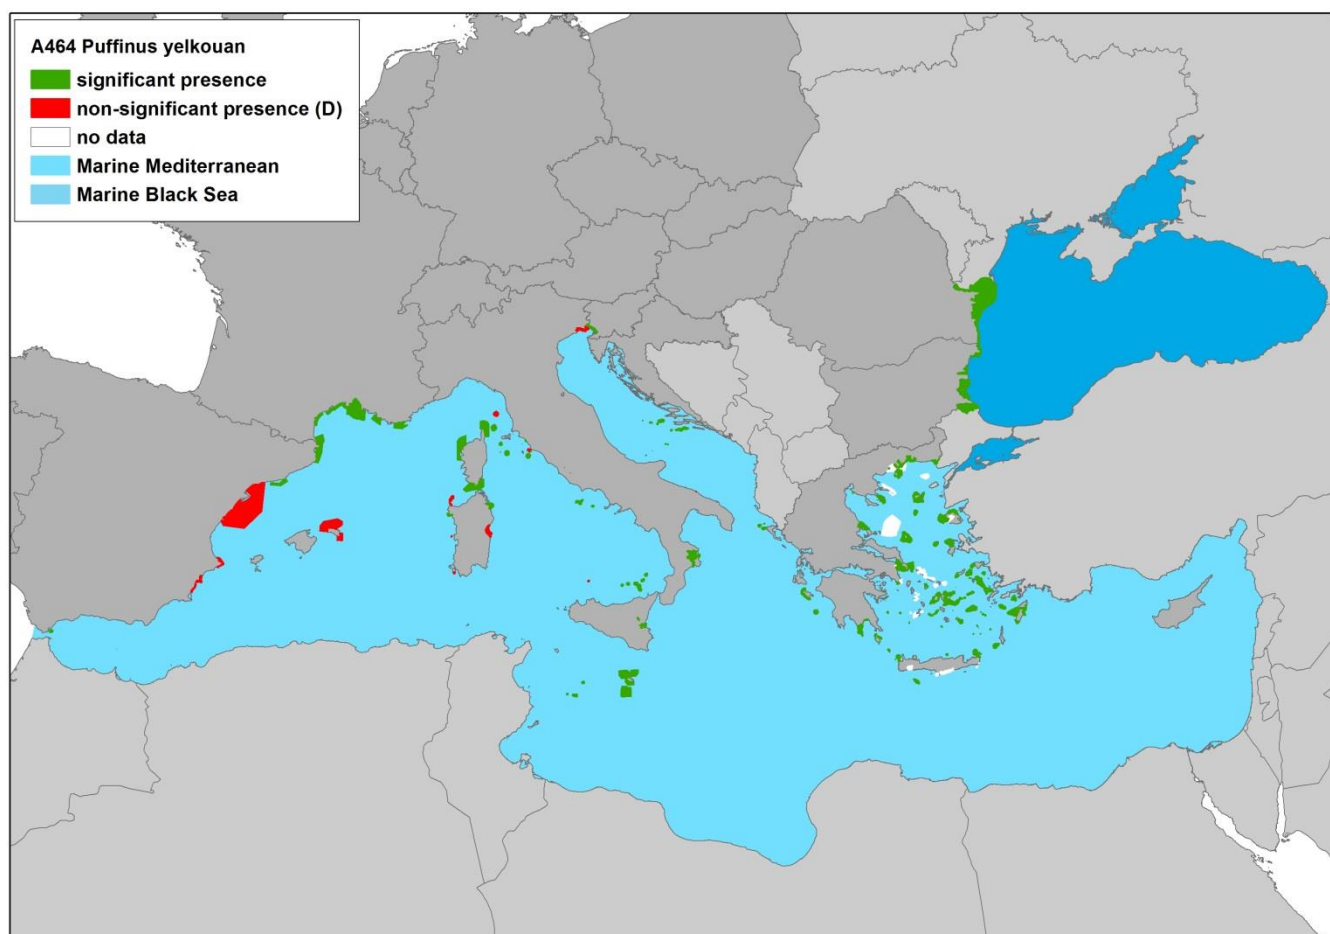 A464 Puffinus yelkouan
significant presence
non-significant presence (D)
no data
Marine Mediterranean
Marine Black Sea